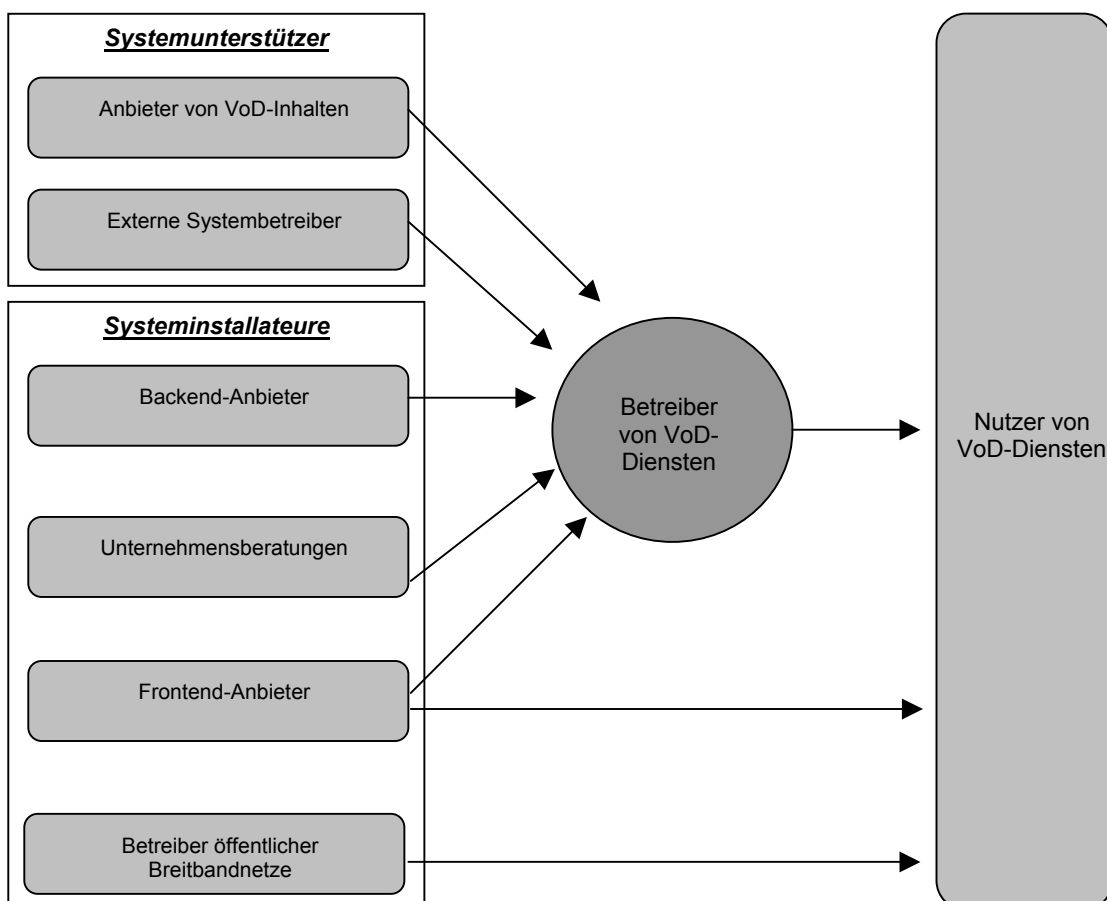 Systemunterstützer
Anbieter von VoD-Inhalten
Externe Systembetreiber
Systeminstallateure
Backend-Anbieter
Unternehmensberatungen
Frontend-Anbieter
Betreiber öffentlicher
Breitbandnetze
Betreiber
von VoD-
Diensten
Nutzer von
VoD-Diensten